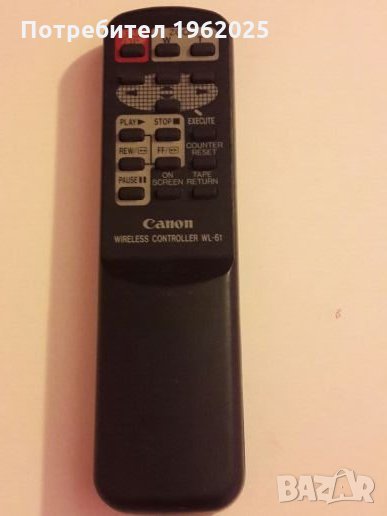 Потребител 1962025
T
PLAY STOP EXECUTE
REW/ FF/ COUNTER RESET
PAUSE ON SCREEN TAPE RETURN
Canon
WIRELESS CONTROLLER WL-61
BAZAR